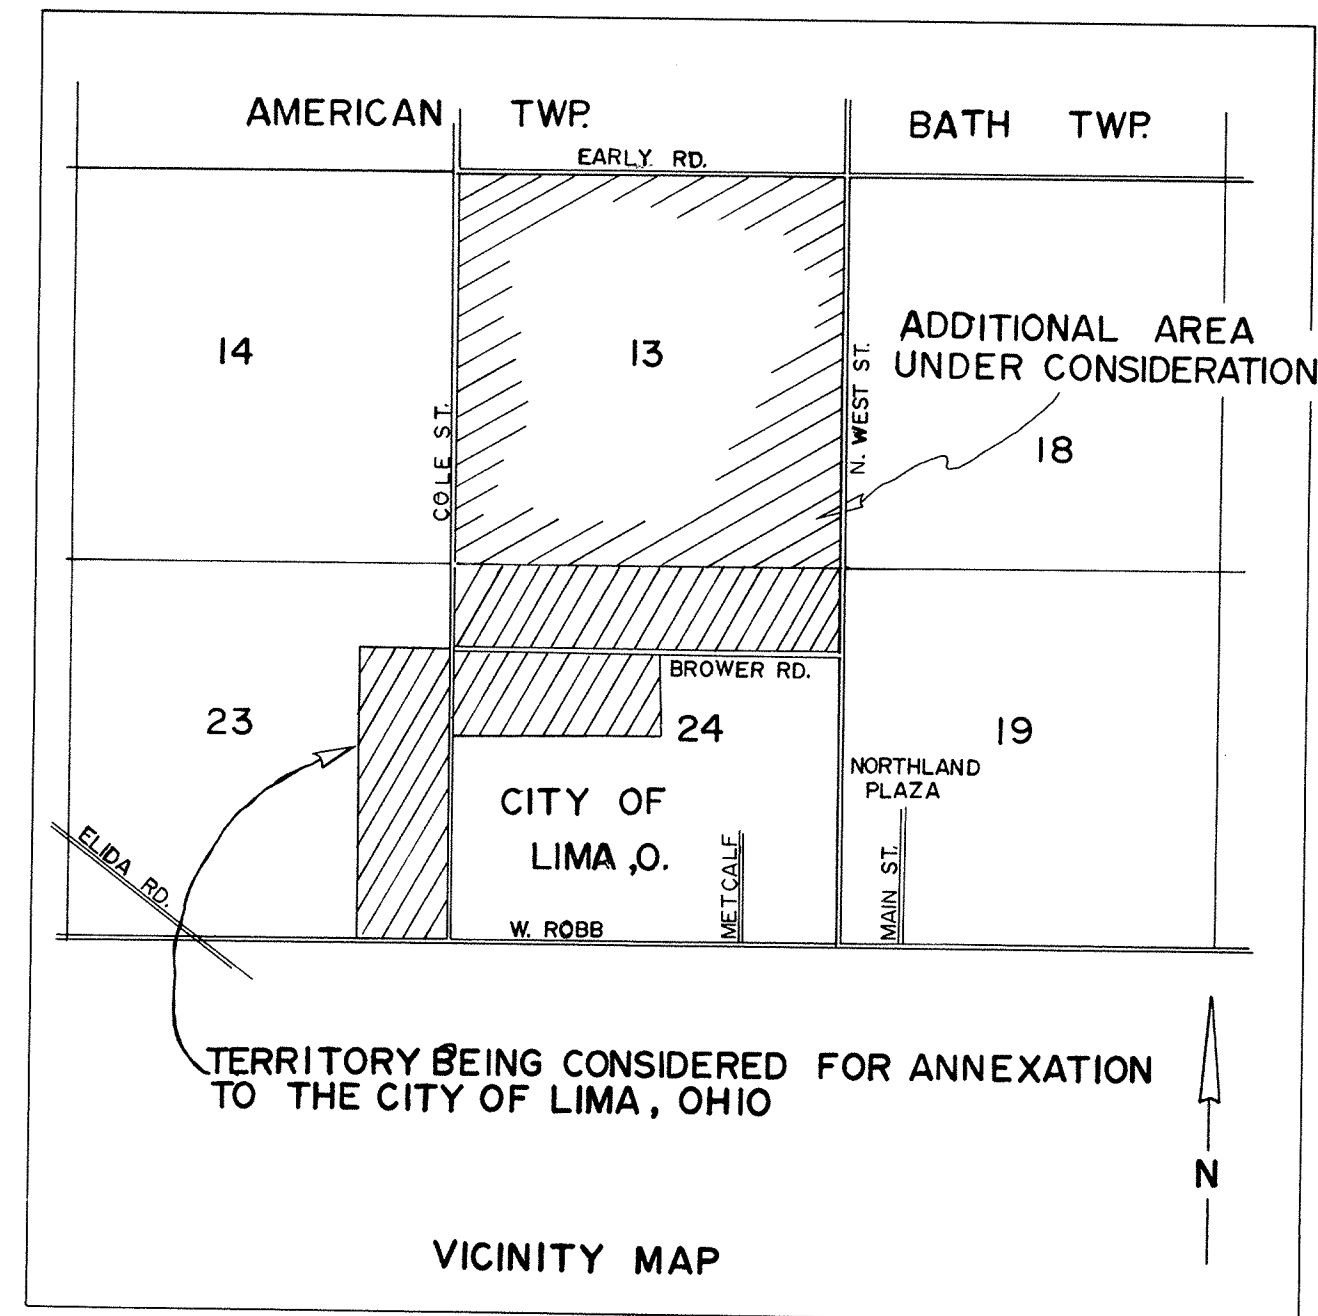 AMERICAN TWP.
BATH TWP.
EARLY RD.
14
13
ADDITIONAL AREA
UNDER CONSIDERATION
COLE ST.
N. WEST ST.
18
BROWER RD.
23
24
19
NORTHLAND
PLAZA
CITY OF
LIMA ,O.
ELIDA RD.
METCALF
MAIN ST.
W. ROBB
TERRITORY BEING CONSIDERED FOR ANNEXATION
TO THE CITY OF LIMA, OHIO
N
VICINITY MAP